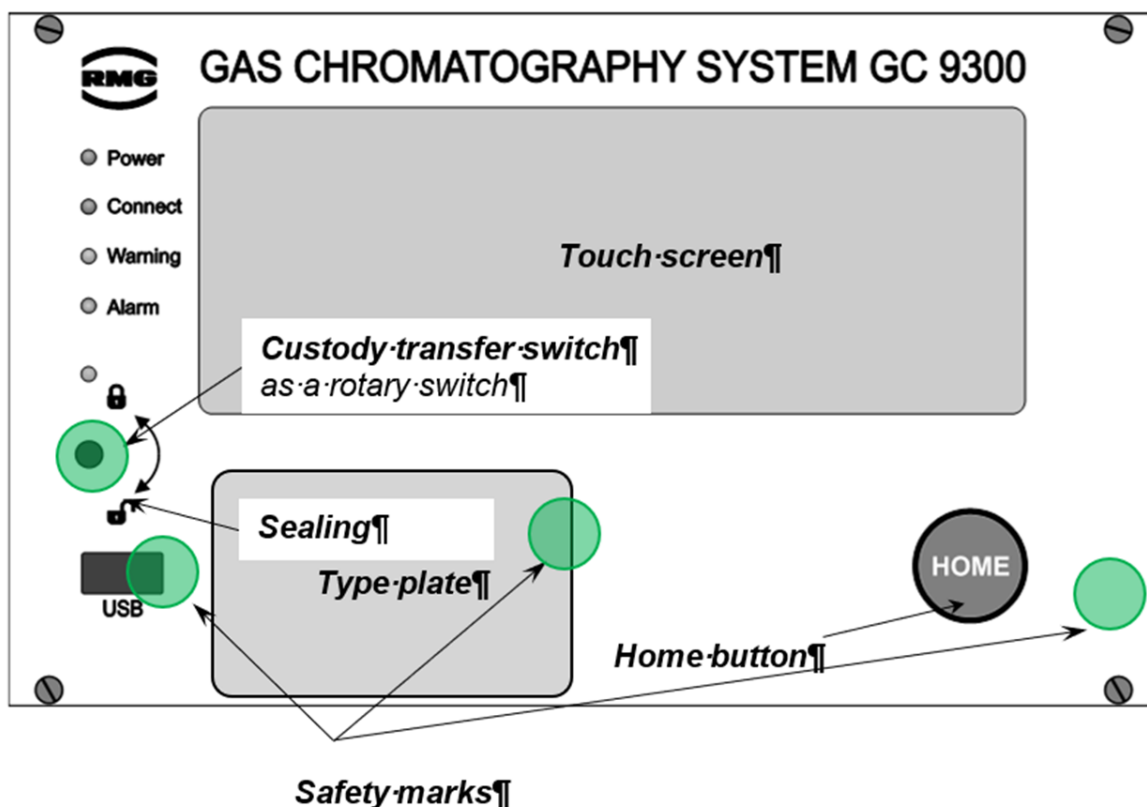 RMG
GAS CHROMATOGRAPHY SYSTEM GC 9300
Power
Connect
Warning
Alarm
Touch·screen¶
Custody·transfer·switch¶
as·a·rotary·switch¶
Sealing¶
Type·plate¶
USB
HOME
Home·button¶
Safety·marks¶